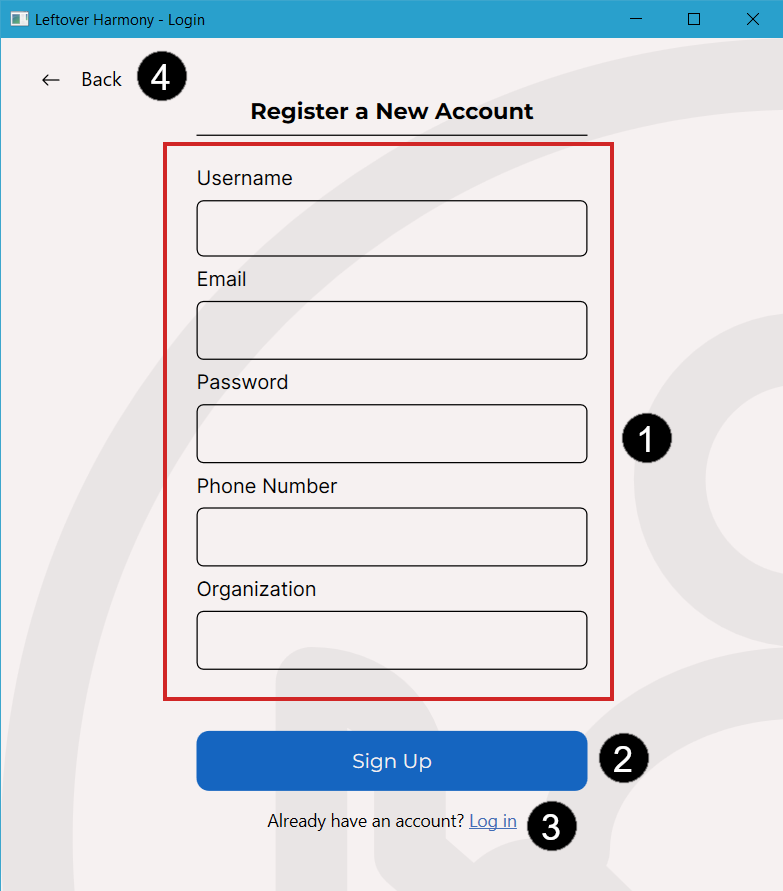 Leftover Harmony - Login
← Back 4
Register a New Account
Username
Email
Password
1
Phone Number
Organization
Sign Up 2
Already have an account? Log in 3